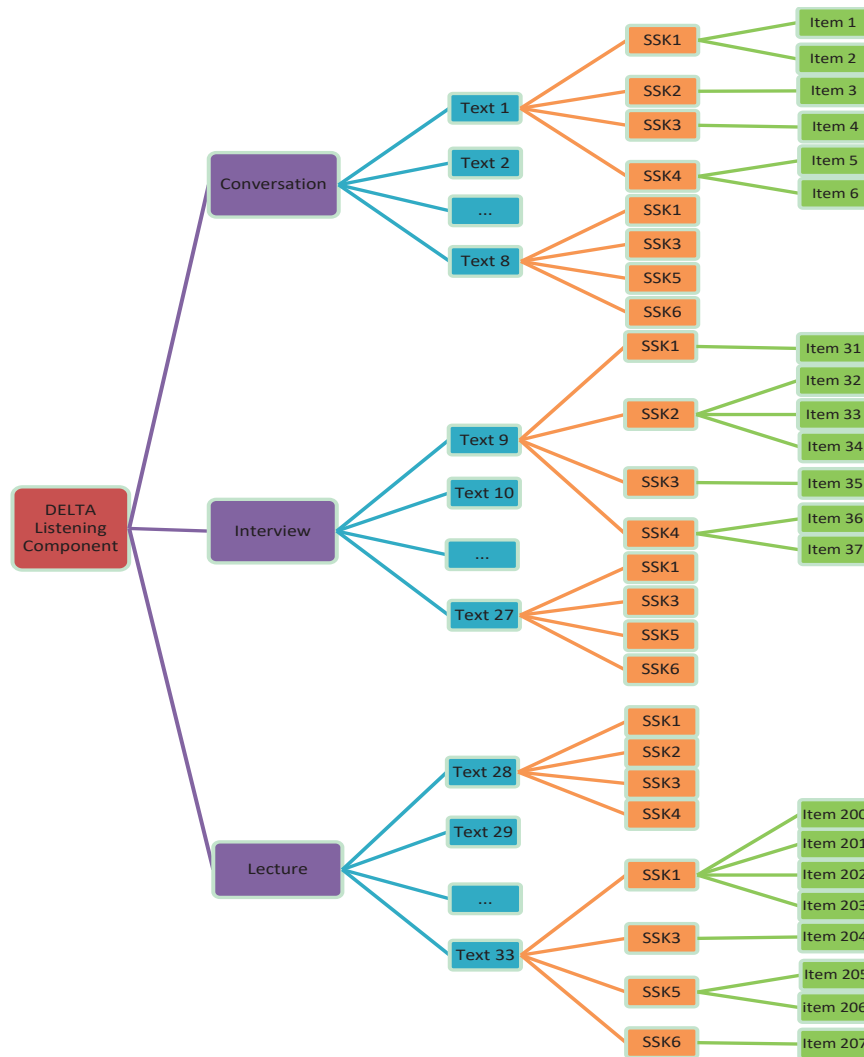 Item 1
SSK1
Item 2
SSK2
Item 3
Text 1
SSK3
Item 4
Item 5
Text 2
SSK4
Item 6
Conversation
...
SSK1
Text 8
SSK3
SSK5
SSK6
SSK1
Item 31
Item 32
SSK2
Item 33
Text 9
Item 34
SSK3
Item 35
Text 10
Item 36
DELTA
Listening
Component
Interview
SSK4
Item 37
...
SSK1
SSK3
Text 27
SSK5
SSK6
SSK1
SSK2
Text 28
SSK3
SSK4
Item 200
Text 29
Item 201
Lecture
SSK1
Item 202
...
Item 203
SSK3
Item 204
Text 33
Item 205
SSK5
item 206
SSK6
Item 207